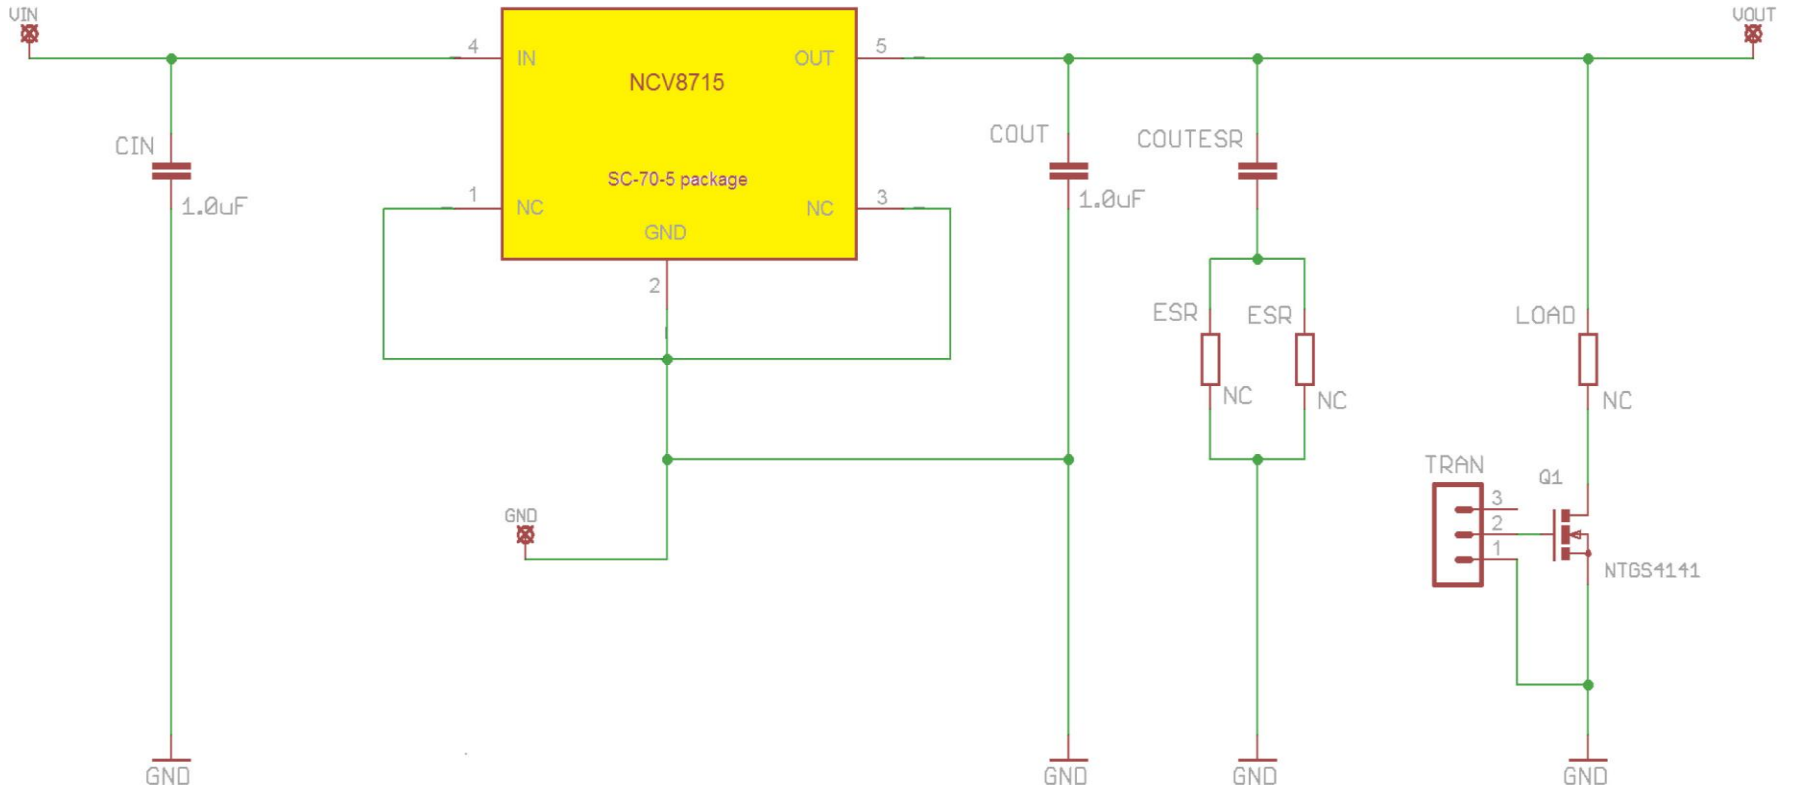 VIN
VOUT
4
IN
OUT
5
NCV8715
CIN
COUT
COUTESR
SC-70-5 package
1
NC
NC
3
1.0uF
1.0uF
GND
2
ESR
ESR
LOAD
NC
NC
NC
TRAN
Q1
3
2
1
GND
NTGS4141
GND
GND
GND
GND